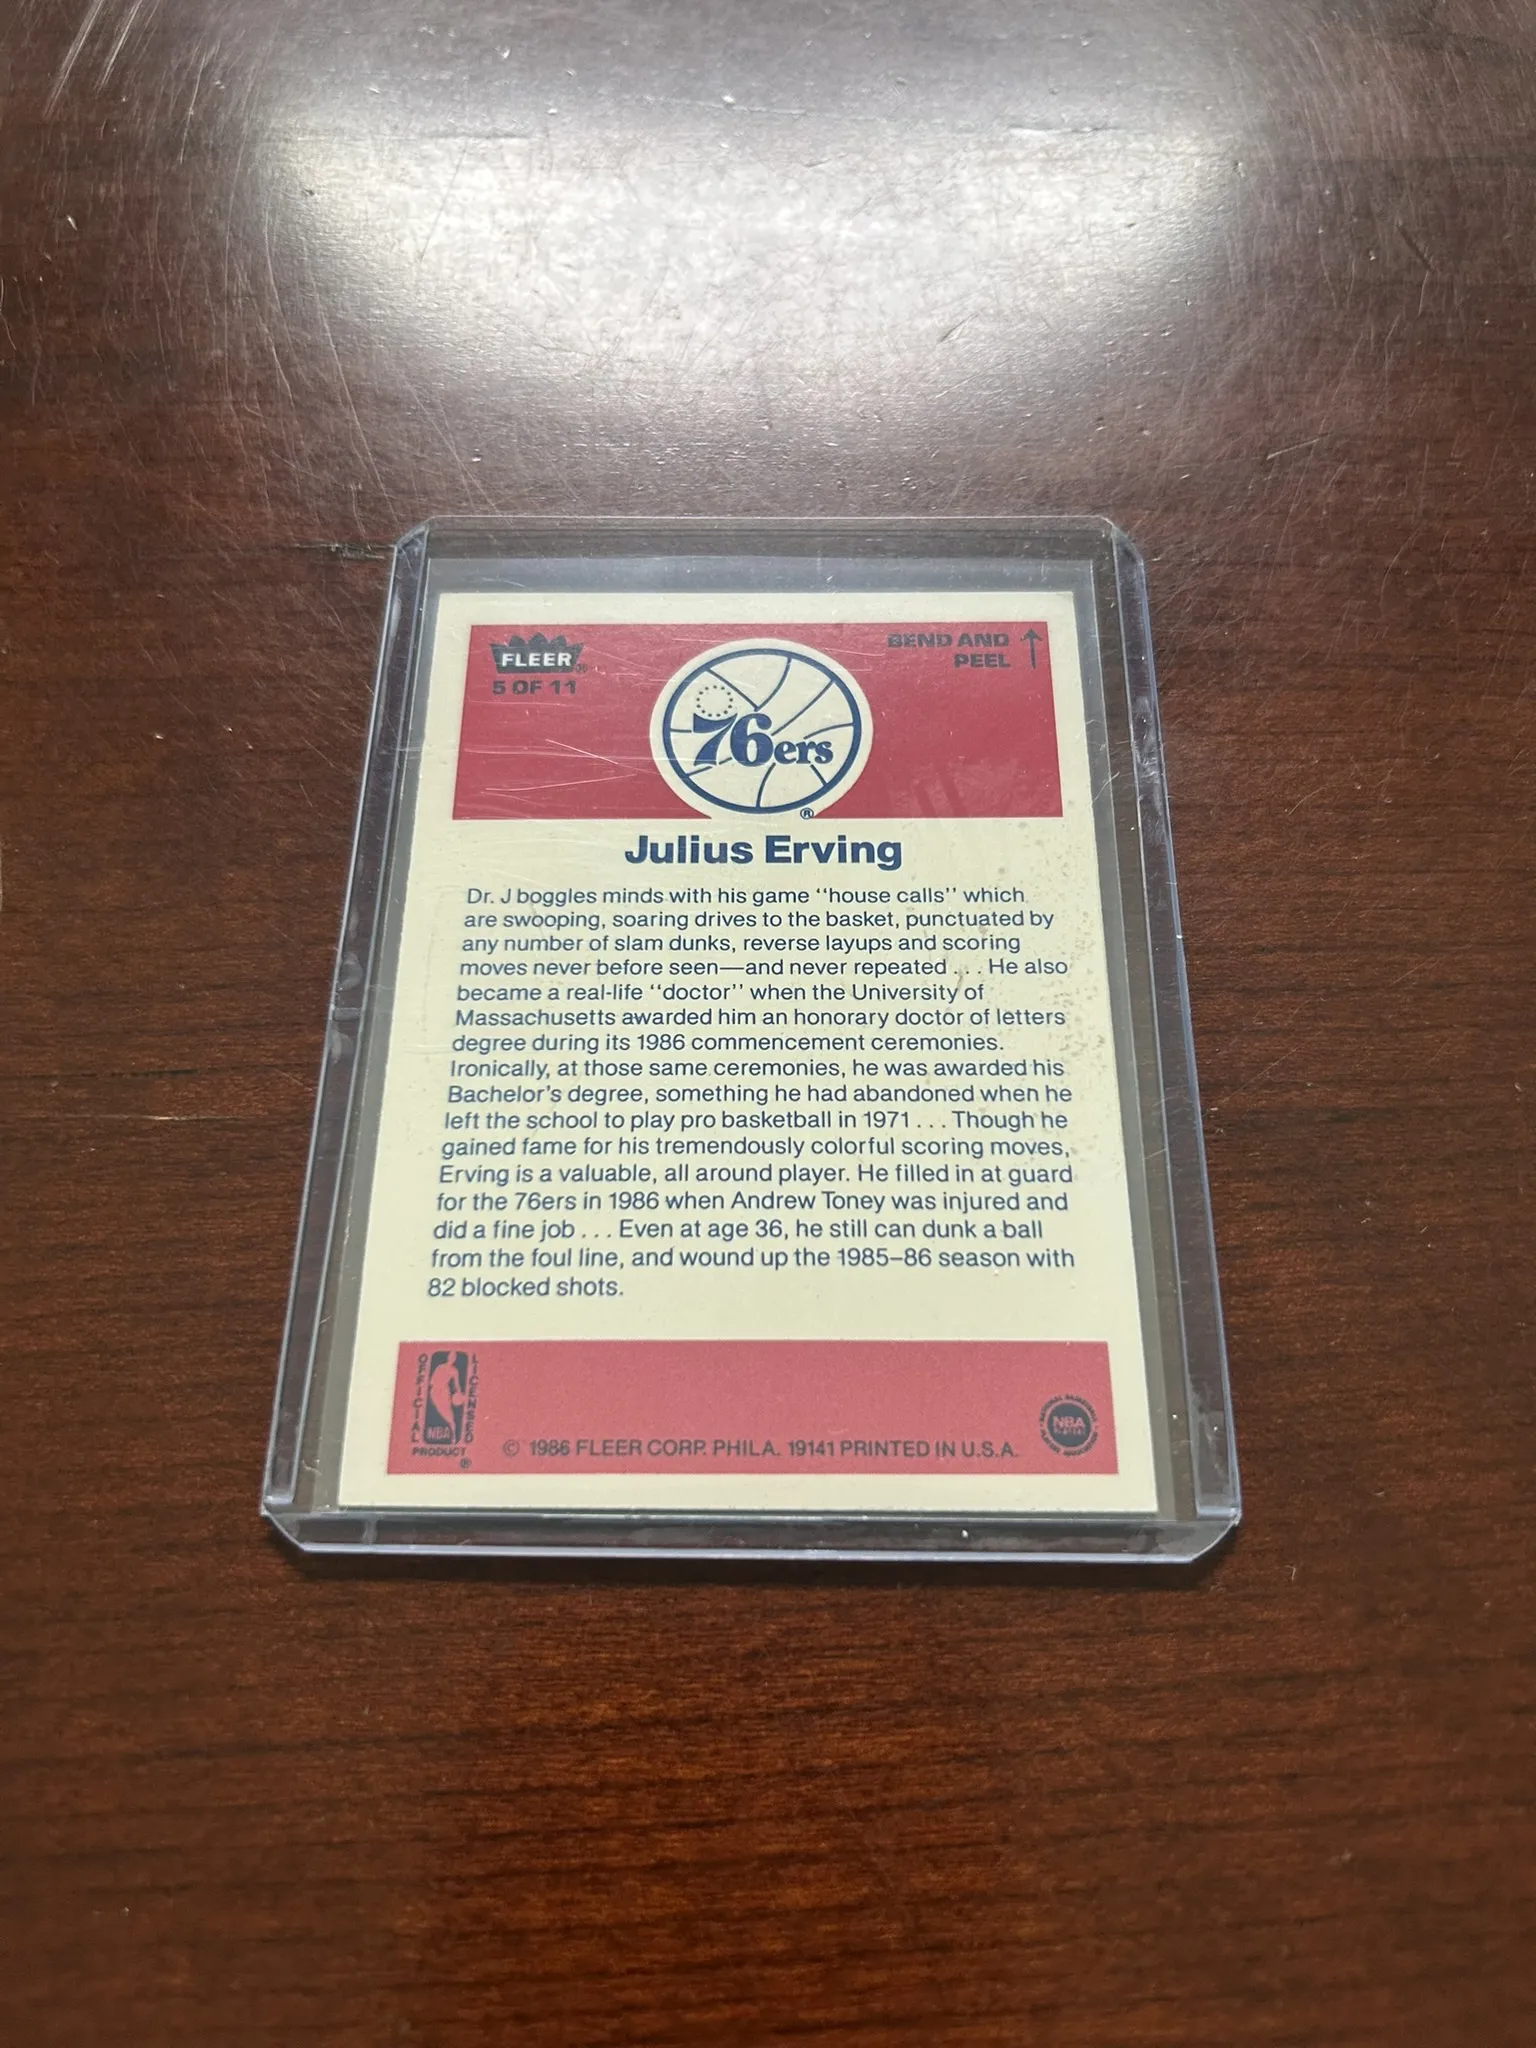 FLEER®
5 OF 11
BEND AND
PEEL ↑
76ers
®
Julius Erving
Dr. J boggles minds with his game ‘‘house calls’’ which
are swooping, soaring drives to the basket, punctuated by
any number of slam dunks, reverse layups and scoring
moves never before seen—and never repeated . . . He also
became a real-life ‘‘doctor’’ when the University of
Massachusetts awarded him an honorary doctor of letters
degree during its 1986 commencement ceremonies.
Ironically, at those same ceremonies, he was awarded his
Bachelor's degree, something he had abandoned when he
left the school to play pro basketball in 1971 . . . Though he
gained fame for his tremendously colorful scoring moves,
Erving is a valuable, all around player. He filled in at guard
for the 76ers in 1986 when Andrew Toney was injured and
did a fine job . . . Even at age 36, he still can dunk a ball
from the foul line, and wound up the 1985–86 season with
82 blocked shots.
OFFICIAL LICENSED
NBA
PRODUCT
®
© 1986 FLEER CORP. PHILA. 19141 PRINTED IN U.S.A.
NATIONAL BASKETBALL
NBA
PLAYERS
ASSOCIATION